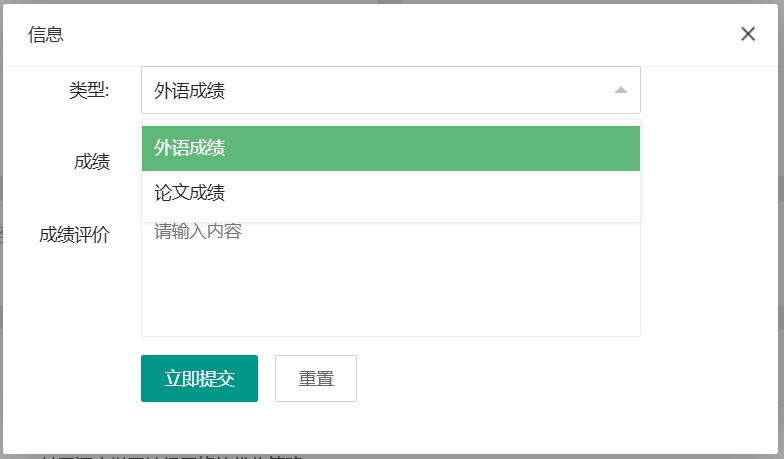 信息
类型:
外语成绩
外语成绩
论文成绩
成绩
成绩评价
请输入内容
立即提交
重置